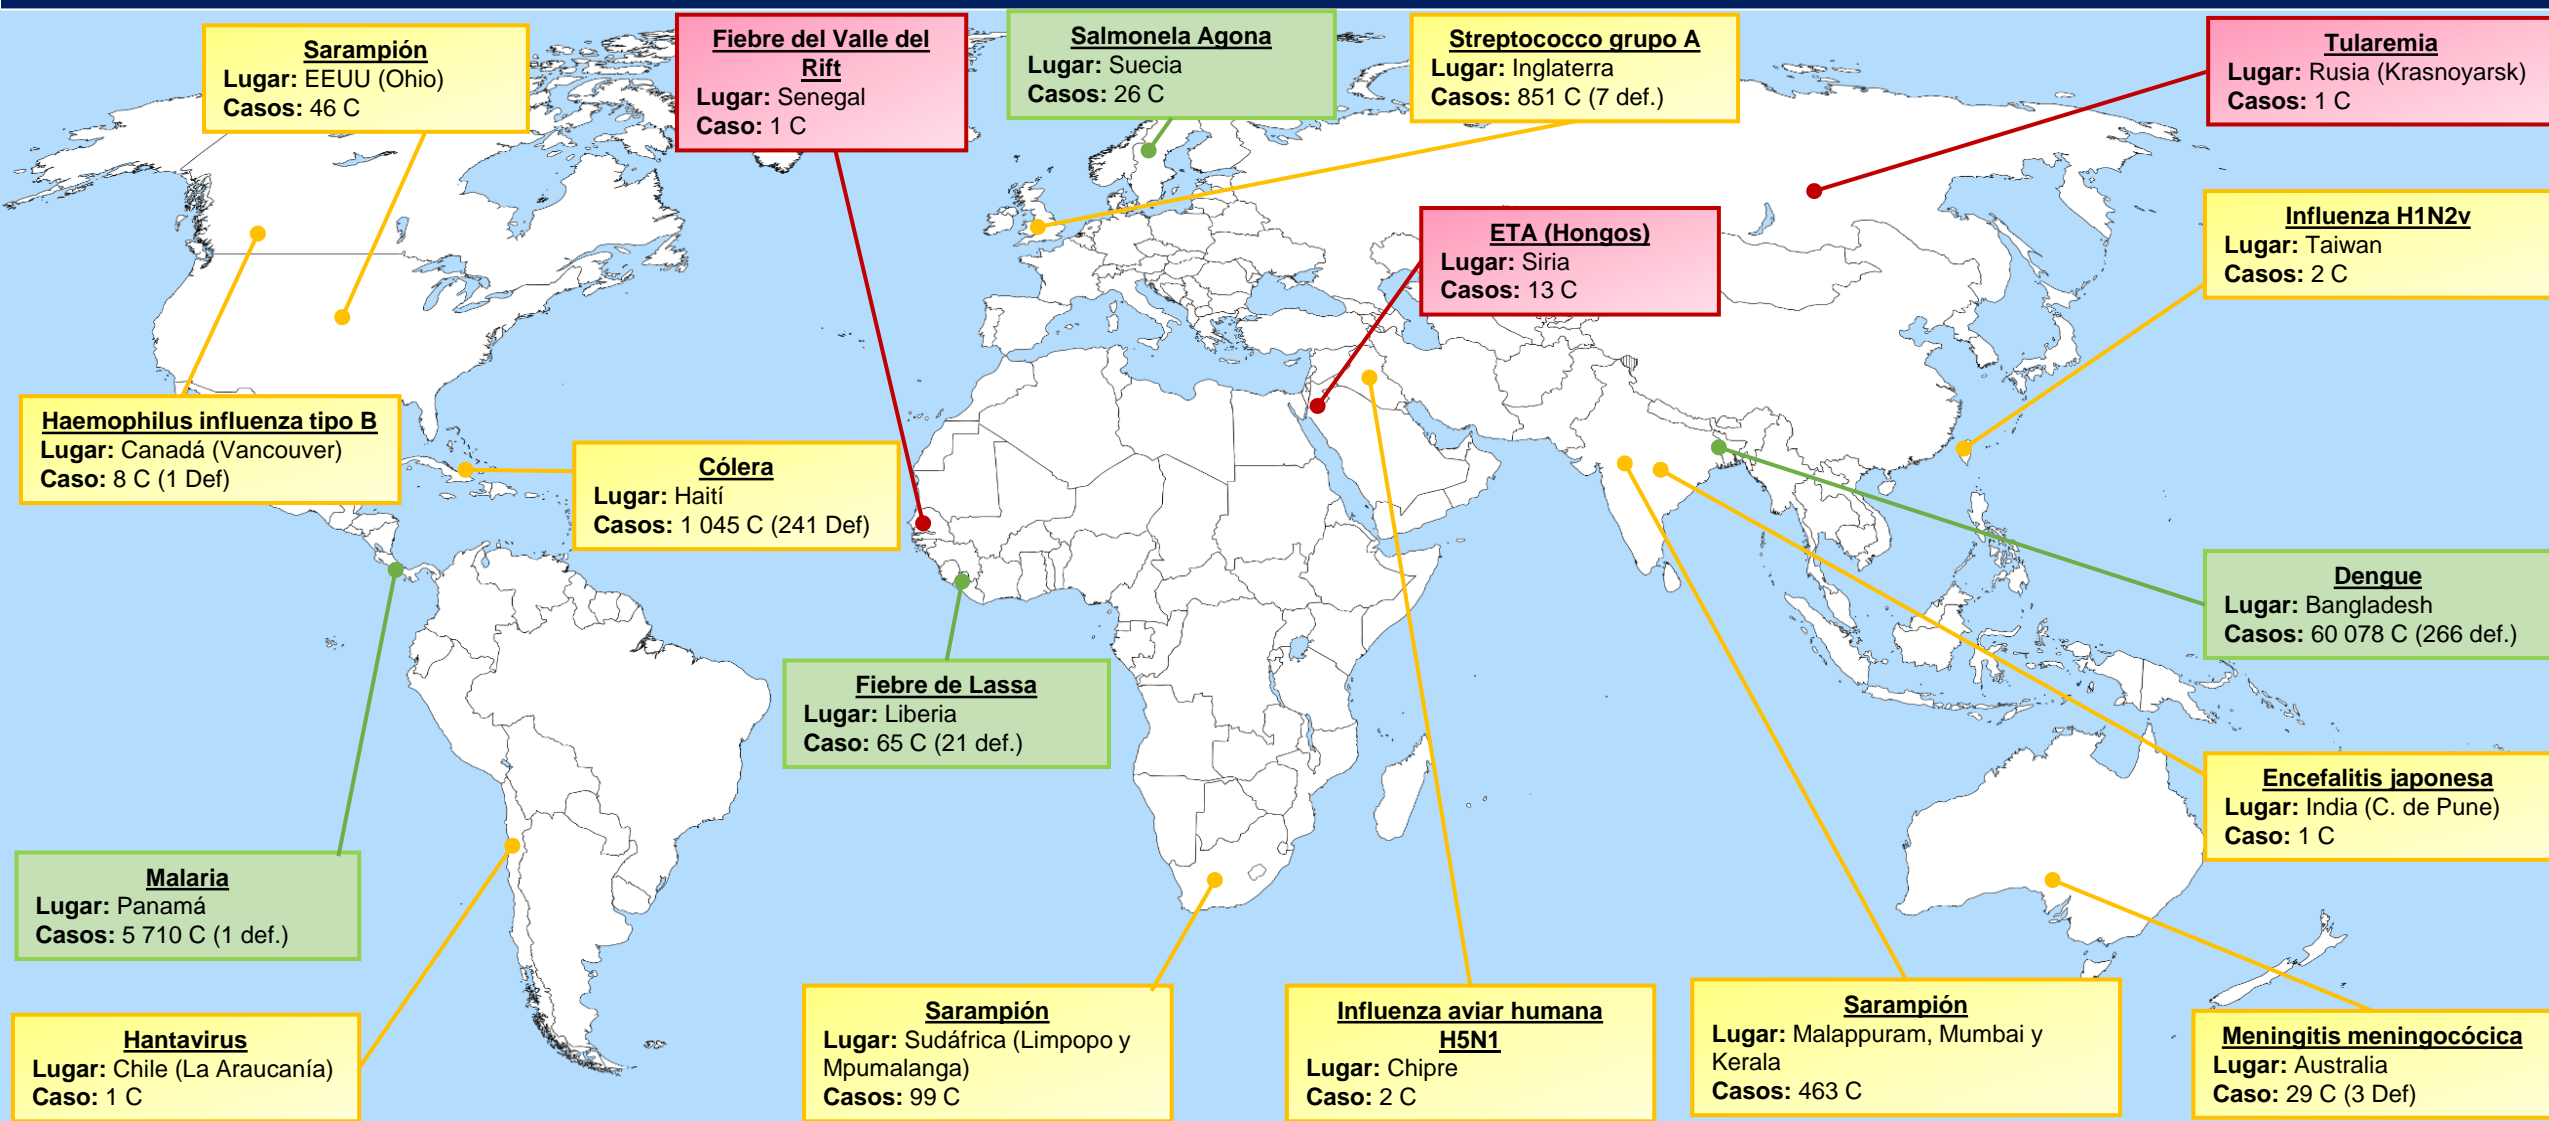 Sarampión
Lugar: EEUU (Ohio)
Casos: 46 C
Fiebre del Valle del
Rift
Lugar: Senegal
Caso: 1 C
Salmonela Agona
Lugar: Suecia
Casos: 26 C
Streptococco grupo A
Lugar: Inglaterra
Casos: 851 C (7 def.)
Tularemia
Lugar: Rusia (Krasnoyarsk)
Casos: 1 C
ETA (Hongos)
Lugar: Siria
Casos: 13 C
Influenza H1N2v
Lugar: Taiwan
Casos: 2 C
Haemophilus influenza tipo B
Lugar: Canadá (Vancouver)
Caso: 8 C (1 Def)
Cólera
Lugar: Haití
Casos: 1 045 C (241 Def)
Dengue
Lugar: Bangladesh
Casos: 60 078 C (266 def.)
Fiebre de Lassa
Lugar: Liberia
Caso: 65 C (21 def.)
Encefalitis japonesa
Lugar: India (C. de Pune)
Caso: 1 C
Malaria
Lugar: Panamá
Casos: 5 710 C (1 def.)
Hantavirus
Lugar: Chile (La Araucanía)
Caso: 1 C
Sarampión
Lugar: Sudáfrica (Limpopo y
Mpumalanga)
Casos: 99 C
Influenza aviar humana
H5N1
Lugar: Chipre
Caso: 2 C
Sarampión
Lugar: Malappuram, Mumbai y
Kerala
Casos: 463 C
Meningitis meningocócica
Lugar: Australia
Caso: 29 C (3 Def)